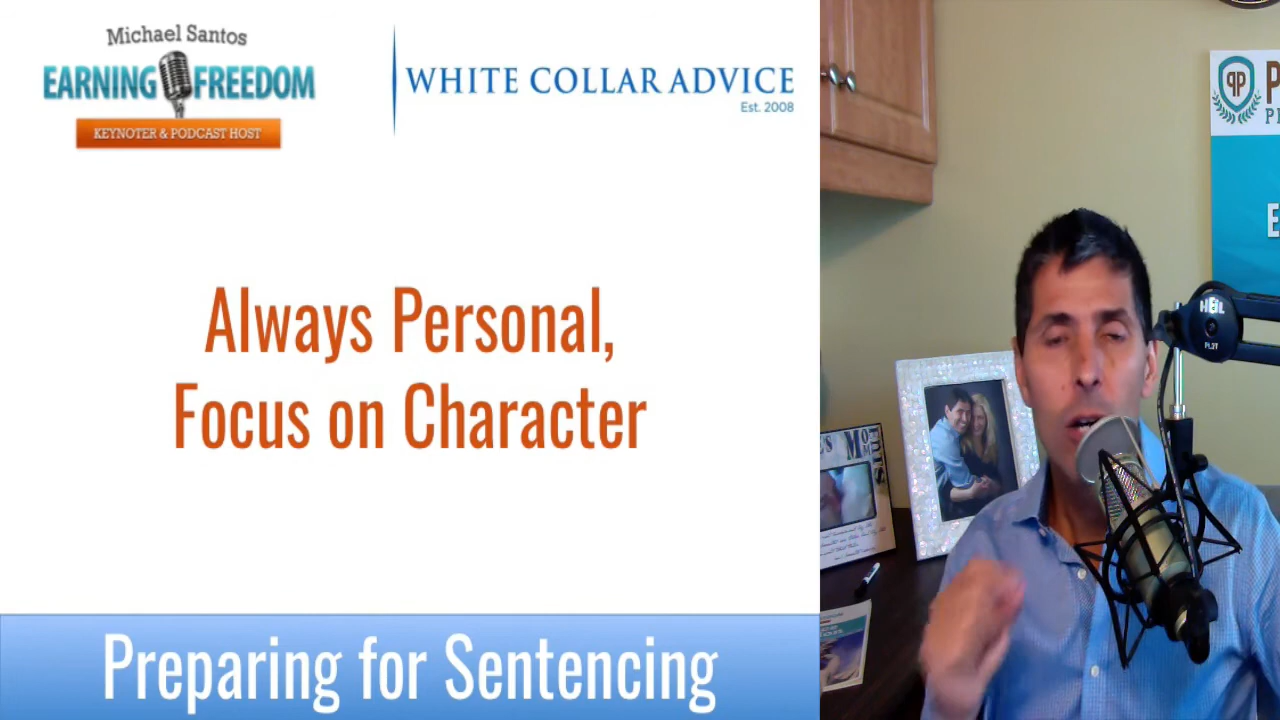 Michael Santos
EARNING FREEDOM
KEYNOTER & PODCAST HOST
WHITE COLLAR ADVICE
Est. 2008
Always Personal,
Focus on Character
Preparing for Sentencing
HEIL